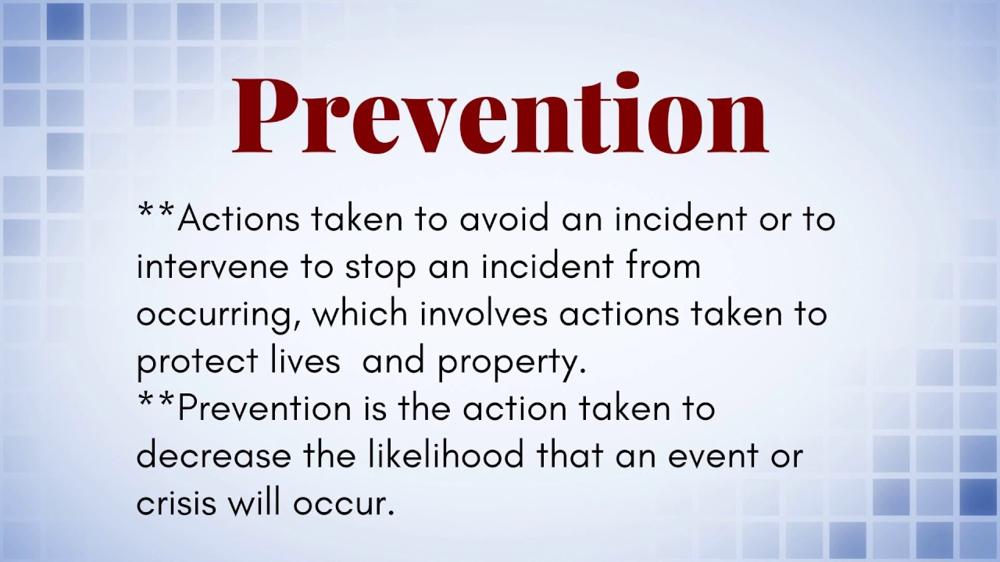 Prevention
**Actions taken to avoid an incident or to
intervene to stop an incident from
occurring, which involves actions taken to
protect lives  and property.
**Prevention is the action taken to
decrease the likelihood that an event or
crisis will occur.